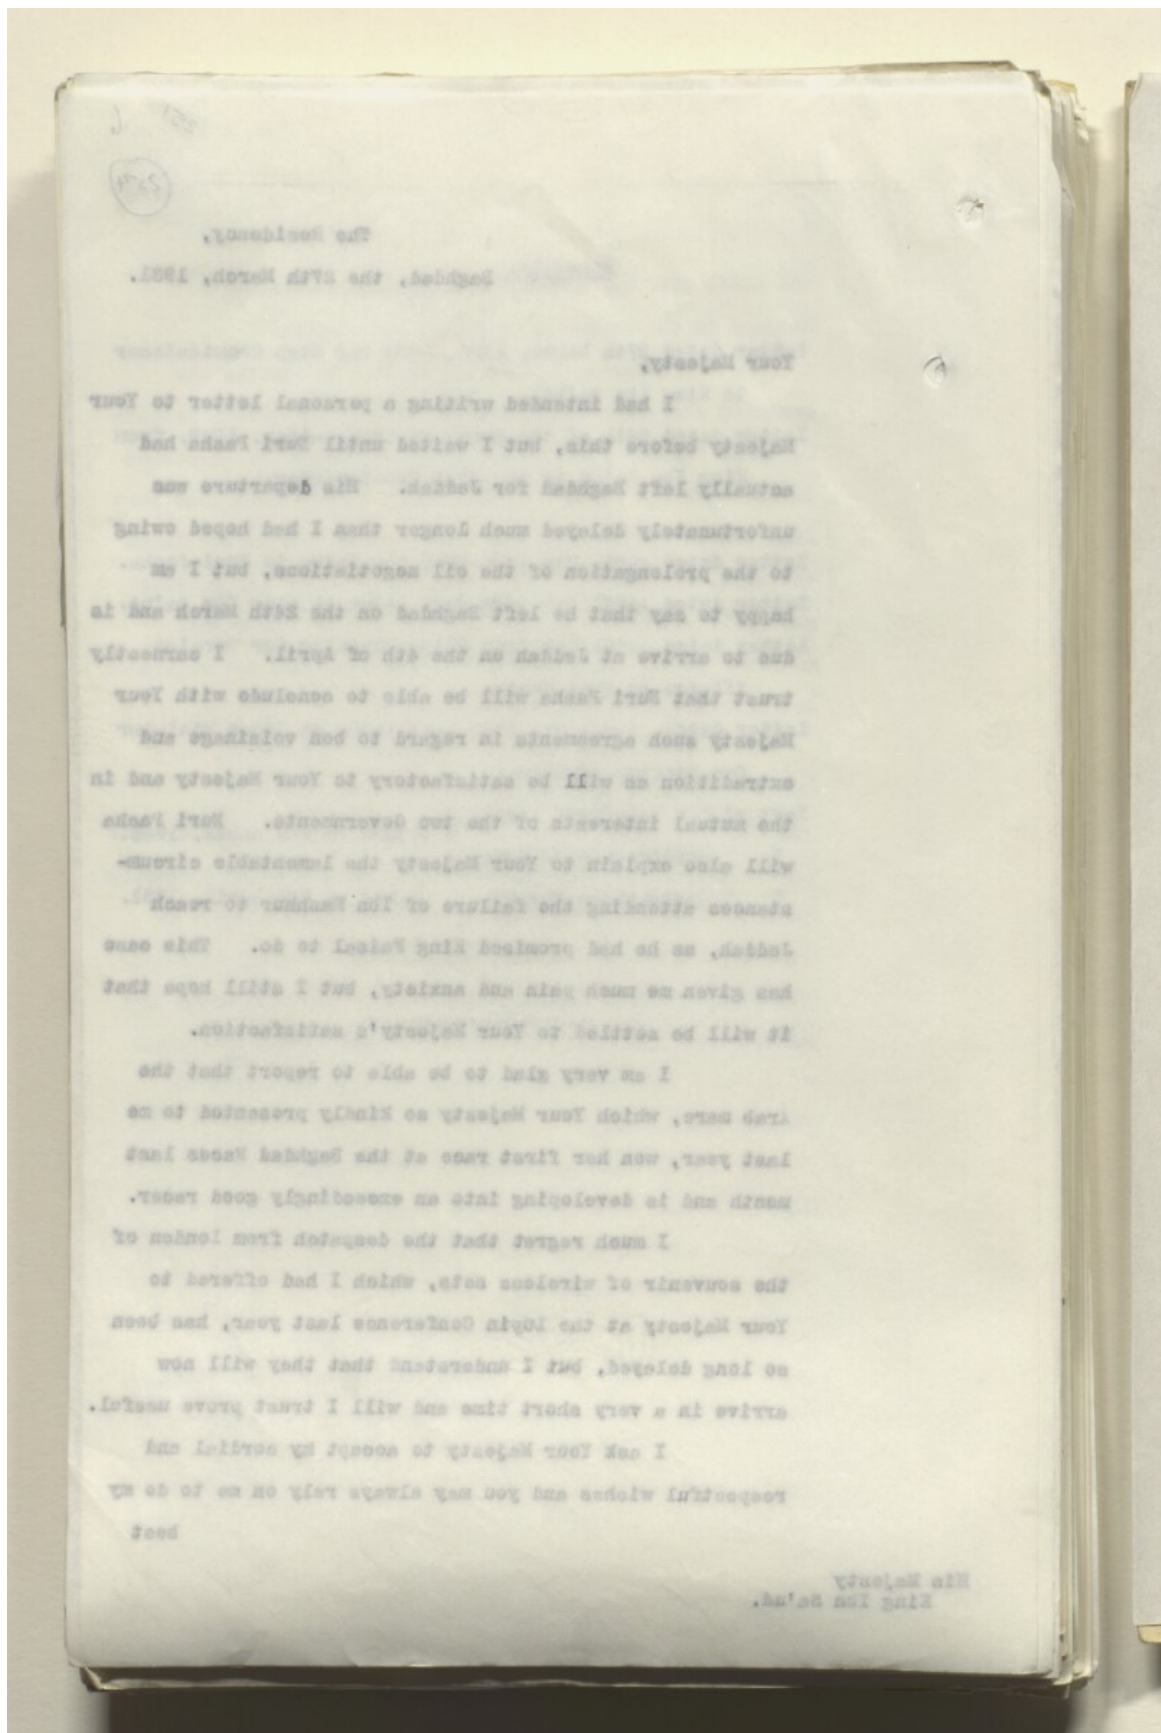 The Residency,
Baghdad, the 27th March, 1931.
Your Majesty,
I had intended writing a personal letter to Your
Majesty before this, but I waited until Nuri Pasha had
actually left Baghdad for Jeddah. His departure was
unfortunately delayed much longer than I had hoped owing
to the prolongation of the oil negotiations, but I am
happy to say that he left Baghdad on the 24th March and is
due to arrive at Jeddah on the 4th of April. I earnestly
trust that Nuri Pasha will be able to conclude with Your
Majesty such agreements in regard to bon voisinage and
extradition as will be satisfactory to Your Majesty and in
the mutual interests of the two Governments. Nuri Pasha
will also explain to Your Majesty the lamentable circum-
stances attending the failure of Ibn Mashhur to reach
Jeddah, as he had promised King Faisal to do. This case
has given me much pain and anxiety, but I still hope that
it will be settled to Your Majesty's satisfaction.
I am very glad to be able to report that the
Arab mare, which Your Majesty so kindly presented to me
last year, won her first race at the Baghdad Races last
month and is developing into an exceedingly good racer.
I much regret that the despatch from London of
the souvenir of wireless sets, which I had offered to
Your Majesty at the Lupin Conference last year, has been
so long delayed, but I understand that they will now
arrive in a very short time and will I trust prove useful.
I ask Your Majesty to accept my cordial and
respectful wishes and you may always rely on me to do my
best
His Majesty
King Ibn Sa'ud.